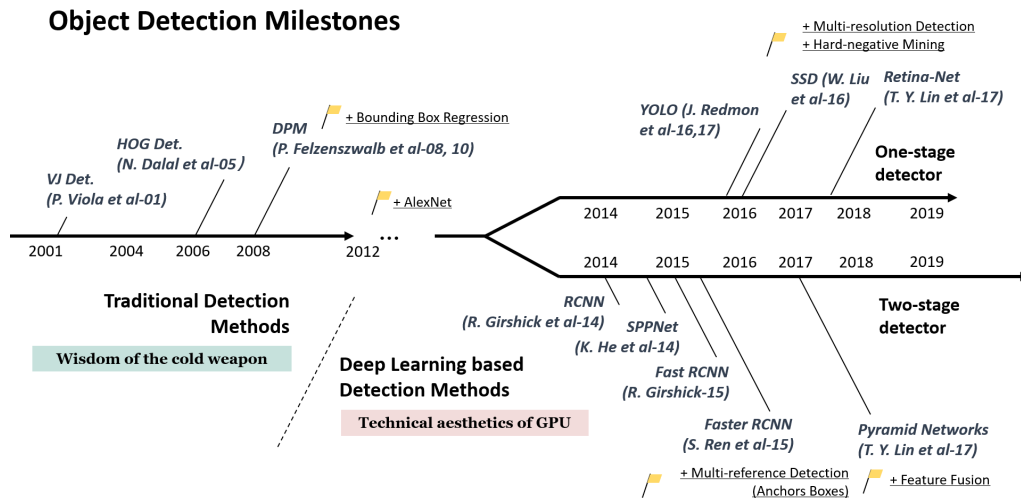 Object Detection Milestones
+ Multi-resolution Detection
+ Hard-negative Mining
SSD (W. Liu
et al-16)
Retina-Net
(T. Y. Lin et al-17)
YOLO (J. Redmon
et al-16,17)
+ Bounding Box Regression
DPM
(P. Felzenszwalb et al-08, 10)
HOG Det.
(N. Dalal et al-05)
VJ Det.
(P. Viola et al-01)
One-stage
detector
+ AlexNet
...
2014 2015 2016 2017 2018 2019
2001 2004 2006 2008 2012
2014 2015 2016 2017 2018 2019
Traditional Detection
Methods
Wisdom of the cold weapon
Deep Learning based
Detection Methods
Technical aesthetics of GPU
Two-stage
detector
RCNN
(R. Girshick et al-14)
SPPNet
(K. He et al-14)
Fast RCNN
(R. Girshick-15)
Faster RCNN
(S. Ren et al-15)
Pyramid Networks
(T. Y. Lin et al-17)
+ Multi-reference Detection
(Anchors Boxes)
+ Feature Fusion